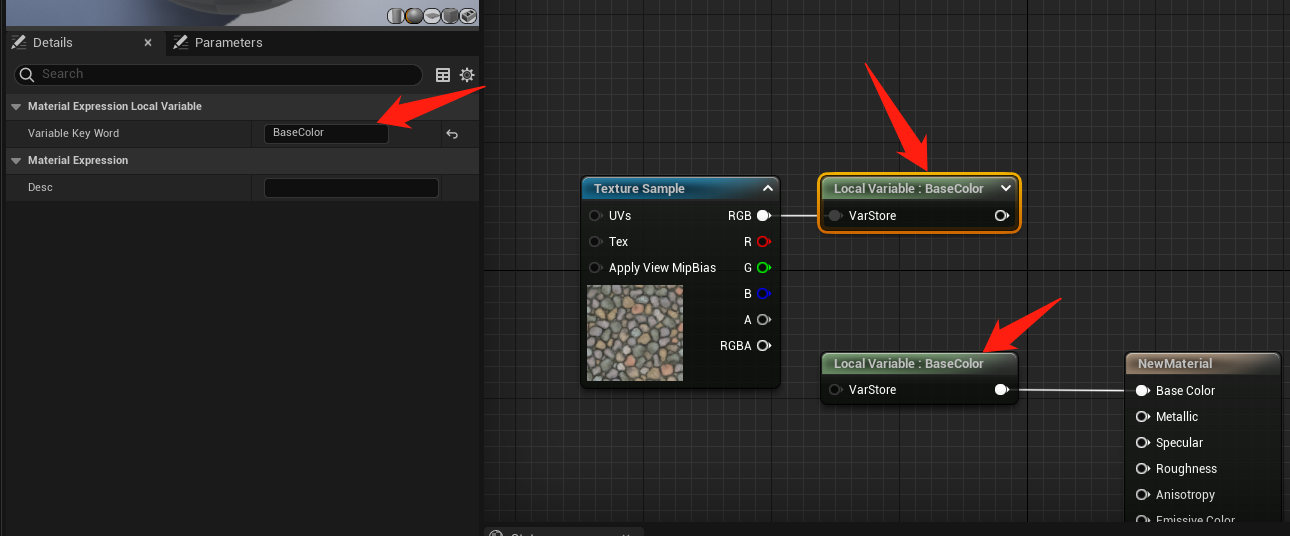 Details
Parameters
Search
Material Expression Local Variable
Variable Key Word
BaseColor
Material Expression
Desc
Texture Sample
UVs
RGB
Tex
R
Apply View MipBias
G
B
A
RGBA
Local Variable : BaseColor
VarStore
Local Variable : BaseColor
VarStore
NewMaterial
Base Color
Metallic
Specular
Roughness
Anisotropy
Emissive Color